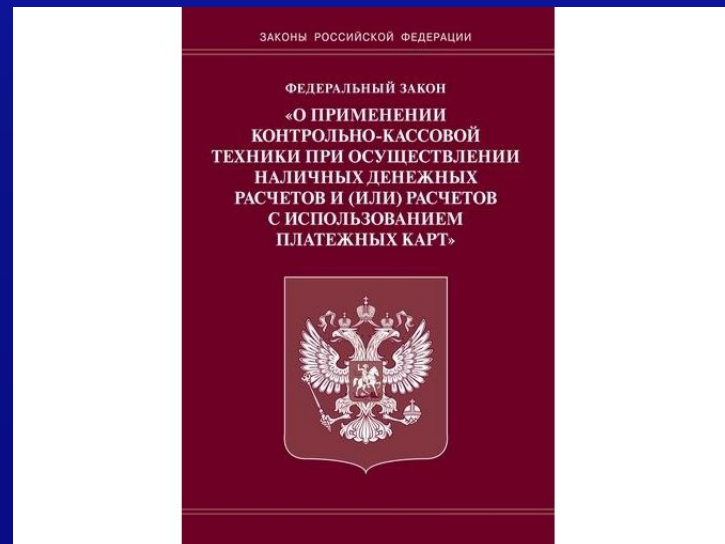 ЗАКОНЫ РОССИЙСКОЙ ФЕДЕРАЦИИ
ФЕДЕРАЛЬНЫЙ ЗАКОН
«О ПРИМЕНЕНИИ
КОНТРОЛЬНО-КАССОВОЙ
ТЕХНИКИ ПРИ ОСУЩЕСТВЛЕНИИ
НАЛИЧНЫХ ДЕНЕЖНЫХ
РАСЧЕТОВ И (ИЛИ) РАСЧЕТОВ
С ИСПОЛЬЗОВАНИЕМ
ПЛАТЕЖНЫХ КАРТ»